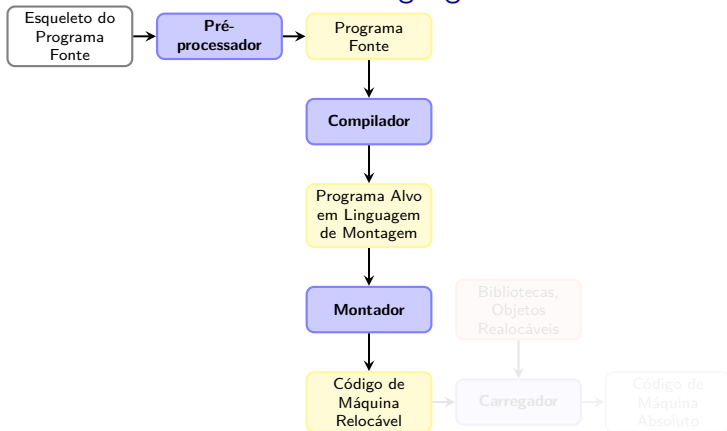 Esqueleto do
Programa
Fonte
Pré-
processador
Programa
Fonte
Compilador
Programa Alvo
em Linguagem
de Montagem
Montador
Bibliotecas,
Objetos
Realocáveis
Código de
Máquina
Relocável
Carregador
Código de
Máquina
Absoluto